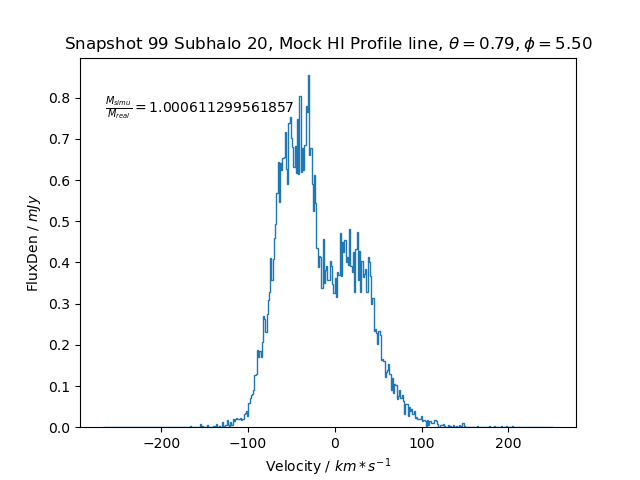 Snapshot 99 Subhalo 20, Mock HI Profile line, θ = 0.79, ϕ = 5.50
M_simu/M_real = 1.000611299561857
FluxDen / mJy
0.8
0.7
0.6
0.5
0.4
0.3
0.2
0.1
0.0
−200 −100 0 100 200
Velocity / km * s⁻¹